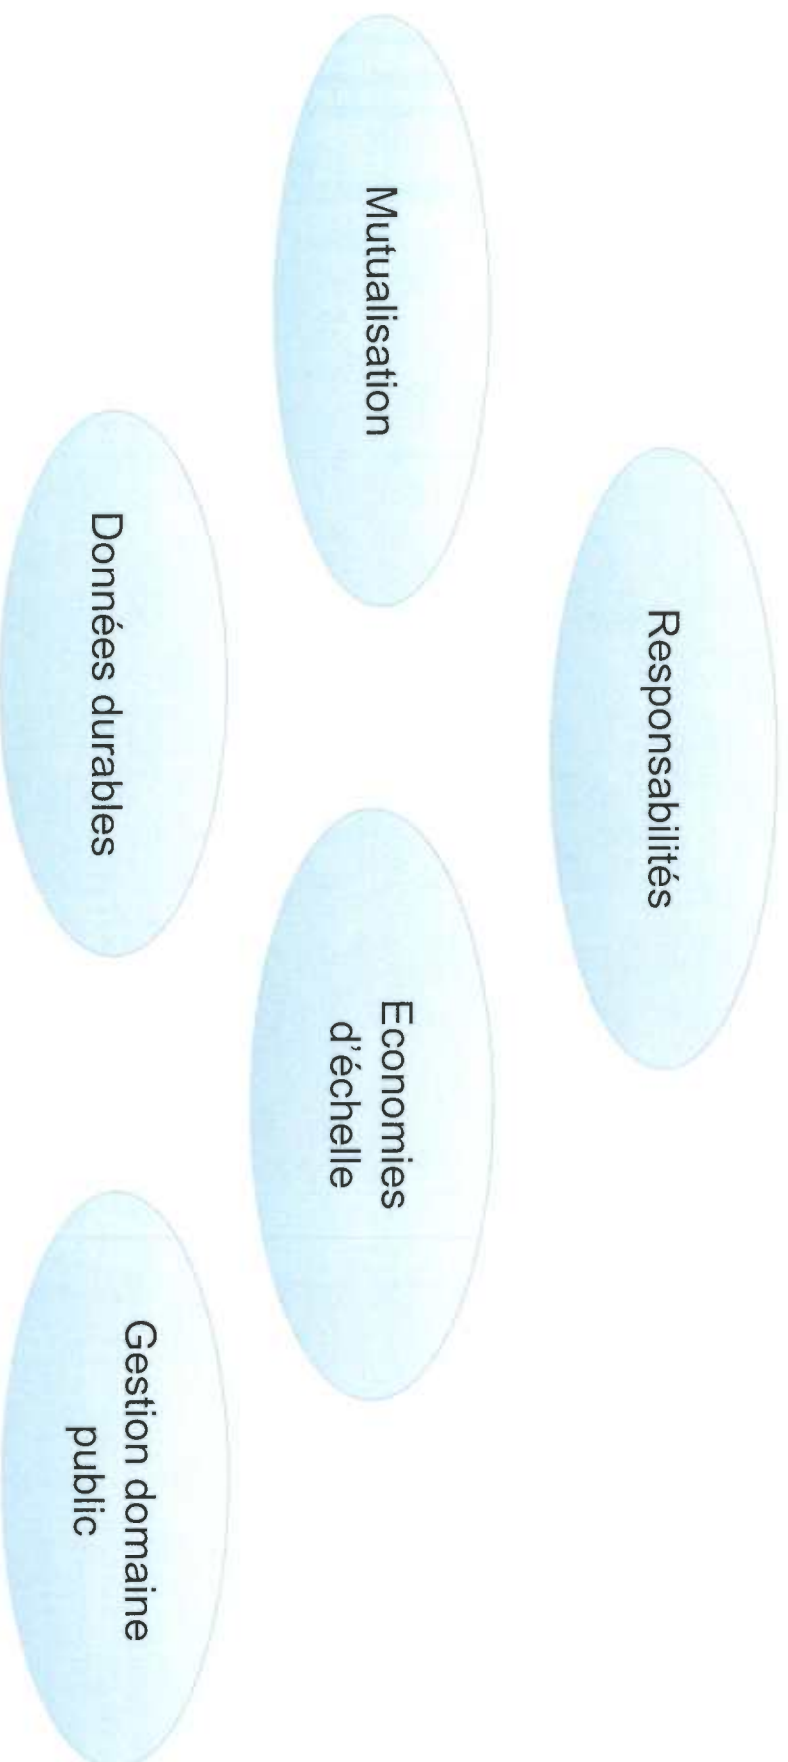 Responsabilités
Mutualisation
Economies
d'échelle
Données durables
Gestion domaine
public